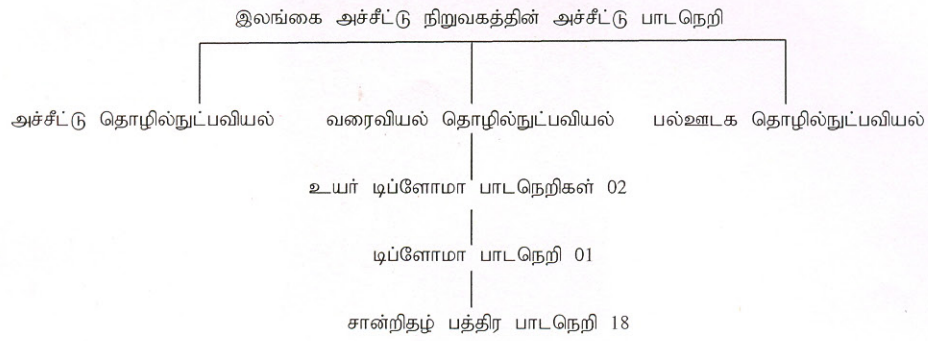 இலங்கை அச்சீட்டு நிறுவகத்தின் அச்சீட்டு பாடநெறி
அச்சீட்டு தொழில்நுட்பவியல் வரைவியல் தொழில்நுட்பவியல் பல்ஊடக தொழில்நுட்பவியல்
உயர் டிப்ளோமா பாடநெறிகள் 02
டிப்ளோமா பாடநெறி 01
சான்றிதழ் பத்திர பாடநெறி 18